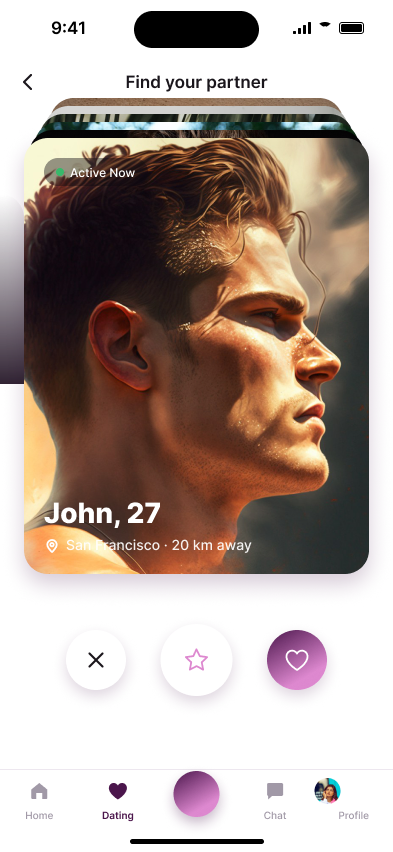 9:41
Find your partner
Active Now
John, 27
San Francisco · 20 km away
Home
Dating
Chat
Profile